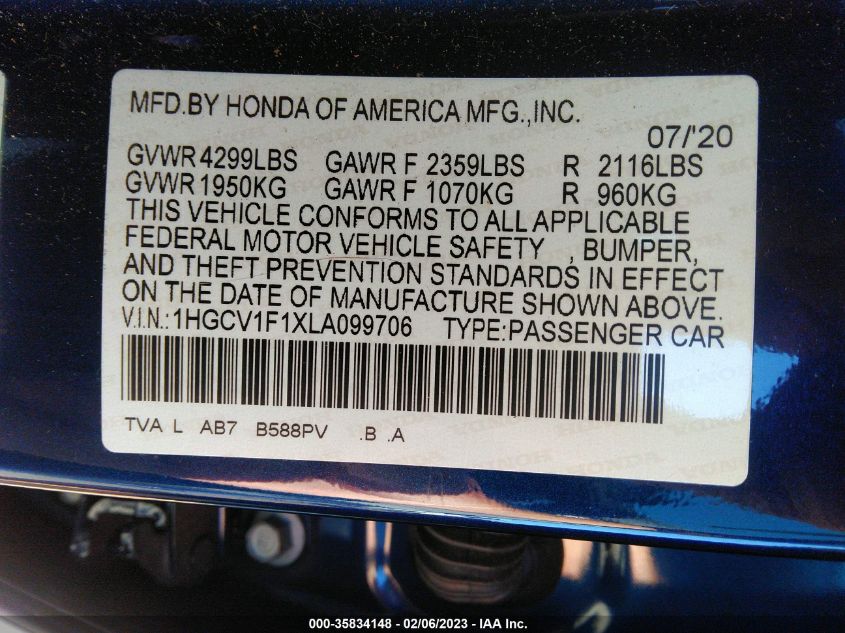 MFD.BY HONDA OF AMERICA MFG.,INC.
07/'20
GVWR 4299LBS GAWR F 2359LBS R 2116LBS
GVWR 1950KG GAWR F 1070KG R 960KG
THIS VEHICLE CONFORMS TO ALL APPLICABLE
FEDERAL MOTOR VEHICLE SAFETY , BUMPER,
AND THEFT PREVENTION STANDARDS IN EFFECT
ON THE DATE OF MANUFACTURE SHOWN ABOVE.
V.I.N.:1HGCV1F1XLA099706 TYPE:PASSENGER CAR
TVA L AB7 B588PV .B .A
000-35834148 - 02/06/2023 - IAA Inc.